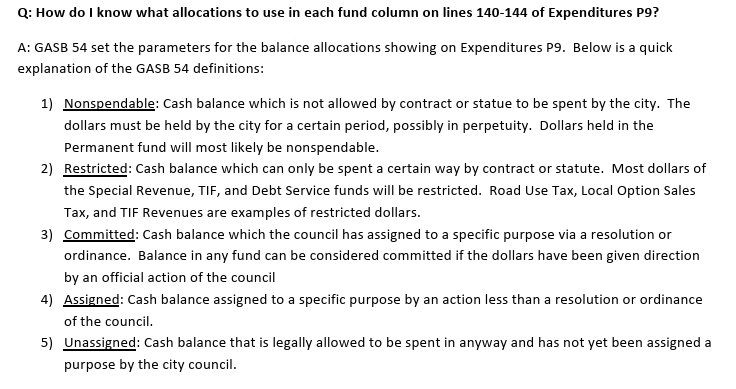 Q: How do I know what allocations to use in each fund column on lines 140-144 of Expenditures P9?
A: GASB 54 set the parameters for the balance allocations showing on Expenditures P9.  Below is a quick
explanation of the GASB 54 definitions:
1) Nonspendable: Cash balance which is not allowed by contract or statue to be spent by the city.  The
dollars must be held by the city for a certain period, possibly in perpetuity.  Dollars held in the
Permanent fund will most likely be nonspendable.
2) Restricted: Cash balance which can only be spent a certain way by contract or statute.  Most dollars of
the Special Revenue, TIF, and Debt Service funds will be restricted.  Road Use Tax, Local Option Sales
Tax, and TIF Revenues are examples of restricted dollars.
3) Committed: Cash balance which the council has assigned to a specific purpose via a resolution or
ordinance.  Balance in any fund can be considered committed if the dollars have been given direction
by an official action of the council
4) Assigned: Cash balance assigned to a specific purpose by an action less than a resolution or ordinance
of the council.
5) Unassigned: Cash balance that is legally allowed to be spent in anyway and has not yet been assigned a
purpose by the city council.